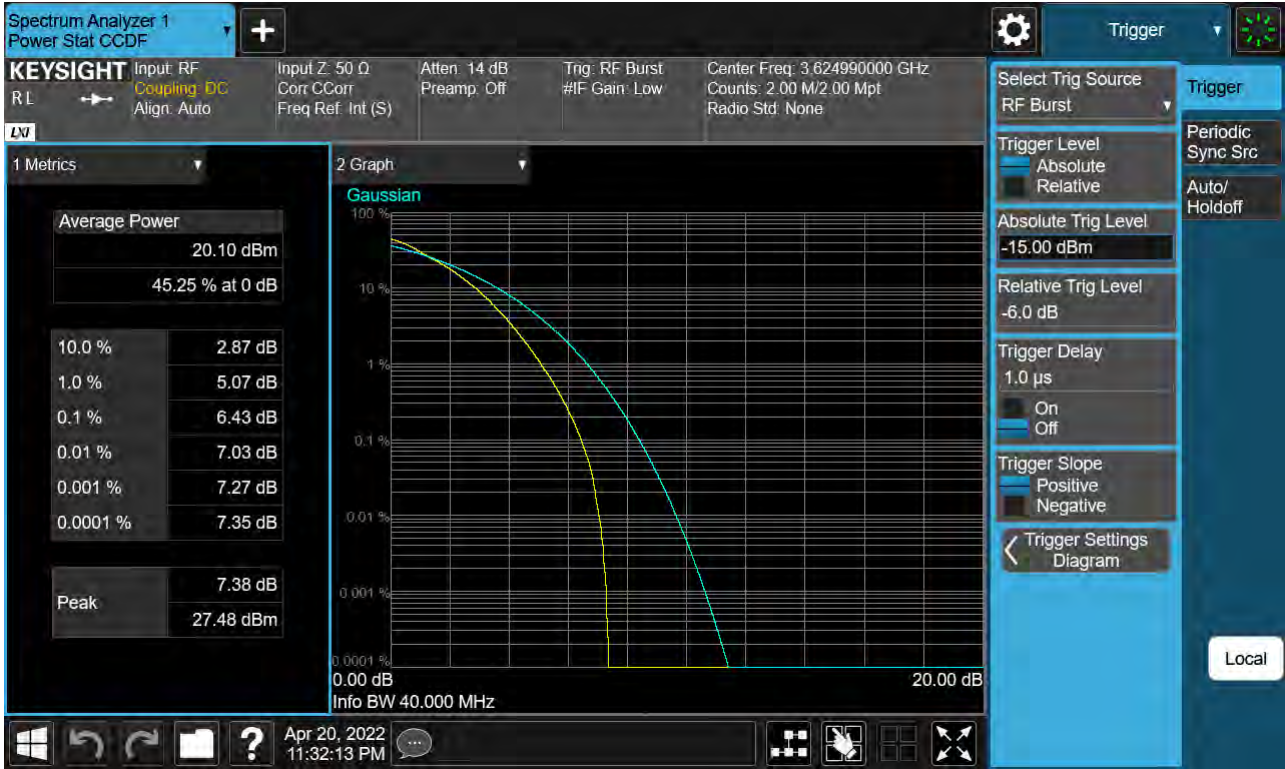 Spectrum Analyzer 1
Power Stat CCDF
+
Trigger
KEYSIGHT
R L
LXI
Input: RF
Coupling: DC
Align: Auto
Input Z: 50 Ω
Corr CCorr
Freq Ref: Int (S)
Atten: 14 dB
Preamp: Off
Trig: RF Burst
#IF Gain: Low
Center Freq: 3.624990000 GHz
Counts: 2.00 M/2.00 Mpt
Radio Std: None
1 Metrics
Average Power
20.10 dBm
45.25 % at 0 dB
10.0 % 2.87 dB
1.0 % 5.07 dB
0.1 % 6.43 dB
0.01 % 7.03 dB
0.001 % 7.27 dB
0.0001 % 7.35 dB
Peak
7.38 dB
27.48 dBm
2 Graph
Gaussian
100 %
10 %
1 %
0.1 %
0.01 %
0.001 %
0.0001 %
0.00 dB 20.00 dB
Info BW 40.000 MHz
Select Trig Source
RF Burst
Trigger Level
Absolute
Relative
Absolute Trig Level
-15.00 dBm
Relative Trig Level
-6.0 dB
Trigger Delay
1.0 µs
On
Off
Trigger Slope
Positive
Negative
Trigger Settings
Diagram
Trigger
Periodic
Sync Src
Auto/
Holdoff
Local
?
Apr 20, 2022
11:32:13 PM